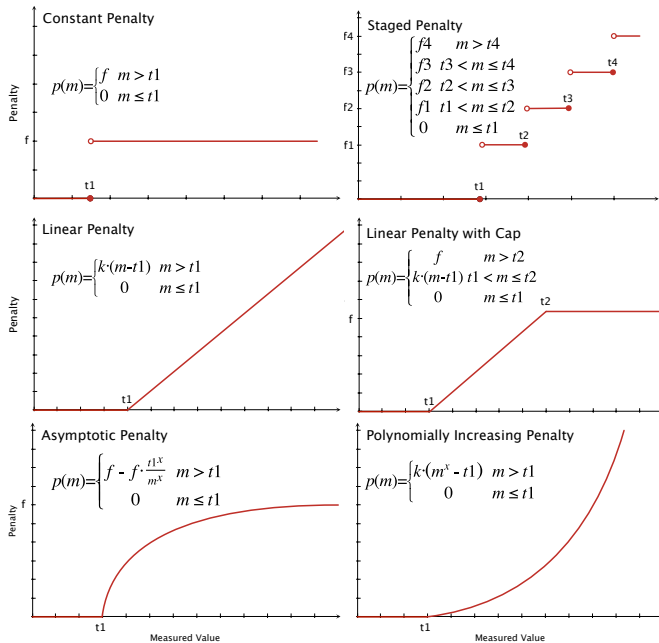 Constant Penalty
p(m)={f m > t1
0 m ≤ t1
Penalty
f
t1
Staged Penalty
p(m)={f4 m > t4
f3 t3 < m ≤ t4
f2 t2 < m ≤ t3
f1 t1 < m ≤ t2
0 m ≤ t1
f4
f3
f2
f1
t4
t3
t2
t1
Linear Penalty
p(m)={k·(m-t1) m > t1
0 m ≤ t1
Penalty
t1
Linear Penalty with Cap
p(m)={f m > t2
k·(m-t1) t1 < m ≤ t2
0 m ≤ t1
t2
f
t1
Asymptotic Penalty
p(m)={f - f·t1^x/m^x m > t1
0 m ≤ t1
f
Penalty
t1
Measured Value
Polynomially Increasing Penalty
p(m)={k·(m^x - t1) m > t1
0 m ≤ t1
t1
Measured Value